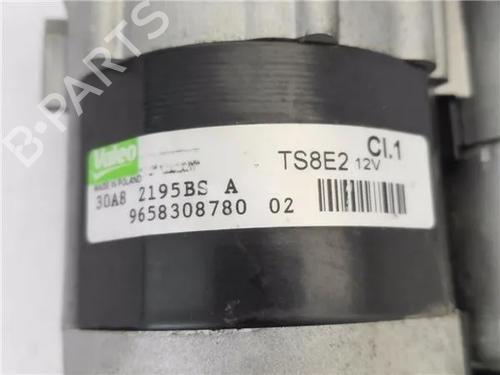 B-PARTS
Valeo
MADE IN POLAND
TS8E2 12V Cl.1
30A8 2195BS A
9658308780 02